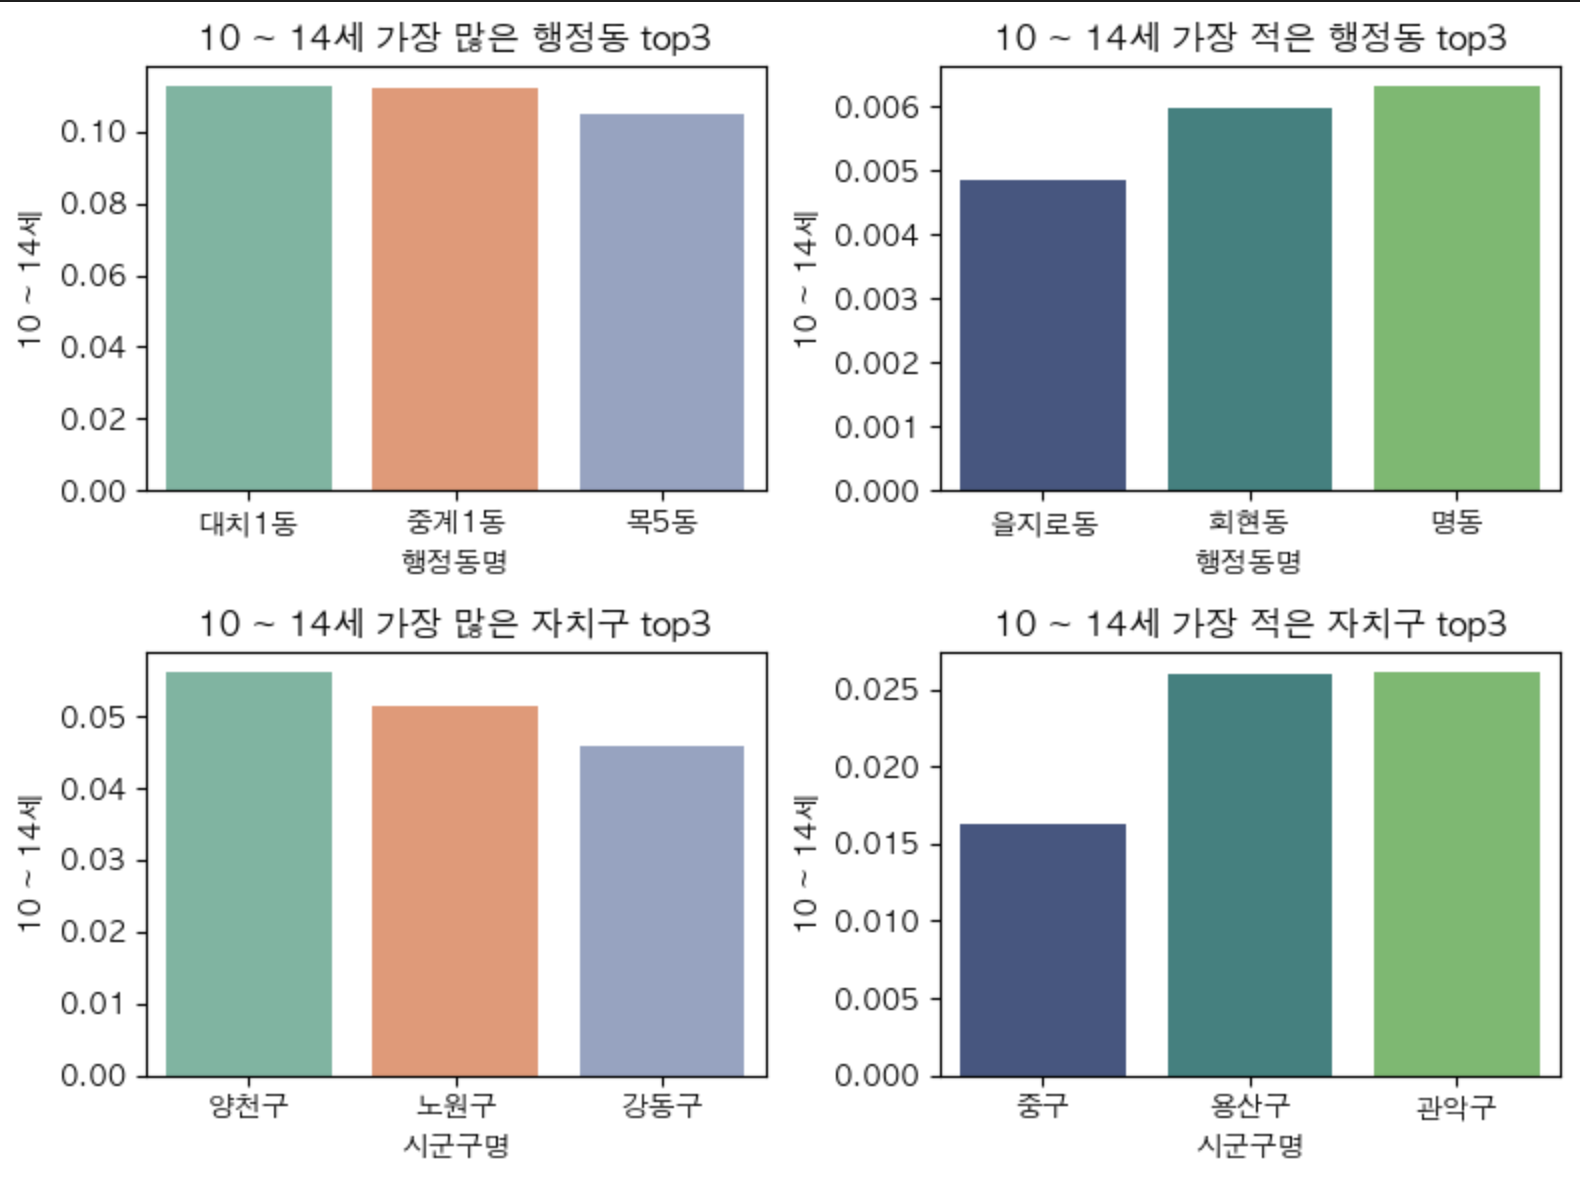 10 ~ 14세 가장 많은 행정동 top3
10 ~ 14세
0.10
0.08
0.06
0.04
0.02
0.00
대치1동 중계1동 목5동
행정동명
10 ~ 14세 가장 적은 행정동 top3
10 ~ 14세
0.006
0.005
0.004
0.003
0.002
0.001
0.000
을지로동 회현동 명동
행정동명
10 ~ 14세 가장 많은 자치구 top3
10 ~ 14세
0.05
0.04
0.03
0.02
0.01
0.00
양천구 노원구 강동구
시군구명
10 ~ 14세 가장 적은 자치구 top3
10 ~ 14세
0.025
0.020
0.015
0.010
0.005
0.000
중구 용산구 관악구
시군구명